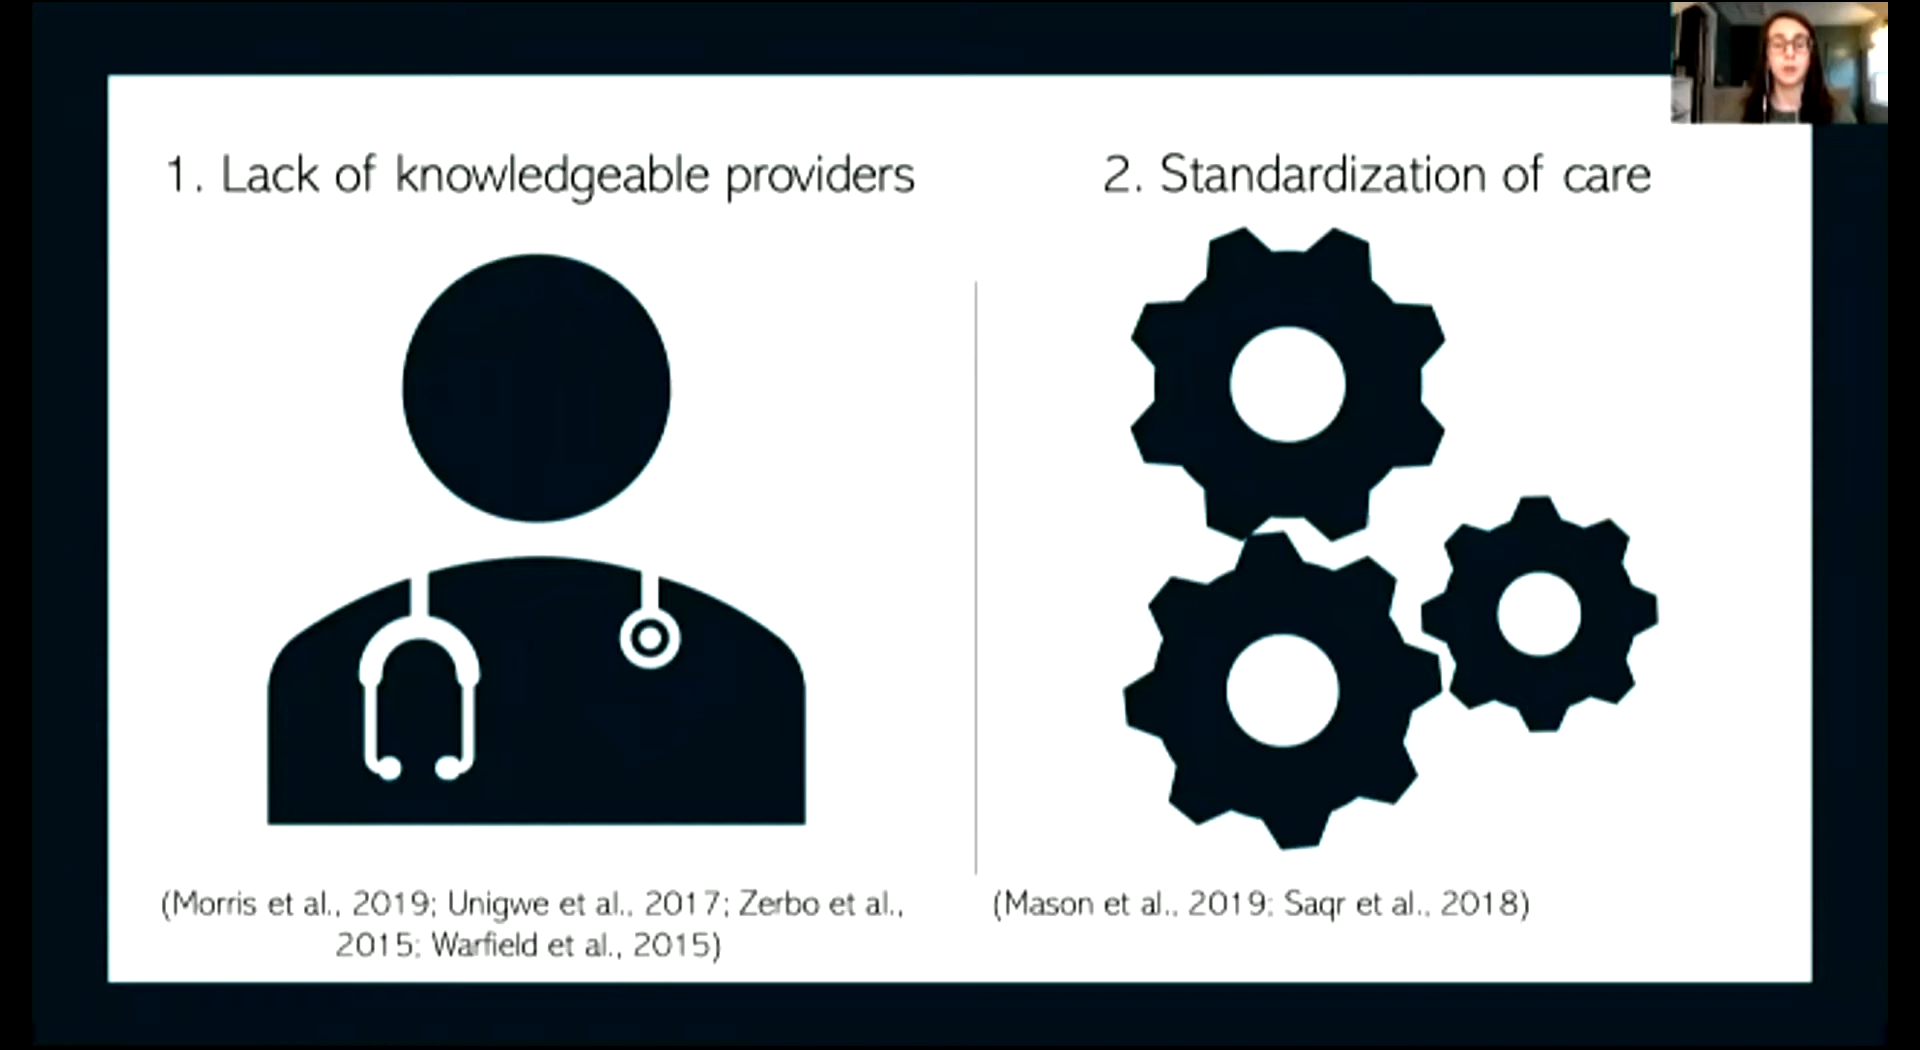 1. Lack of knowledgeable providers
(Morris et al., 2019; Unigwe et al., 2017; Zerbo et al.,
2015; Warfield et al., 2015)
2. Standardization of care
(Mason et al., 2019; Saqr et al., 2018)